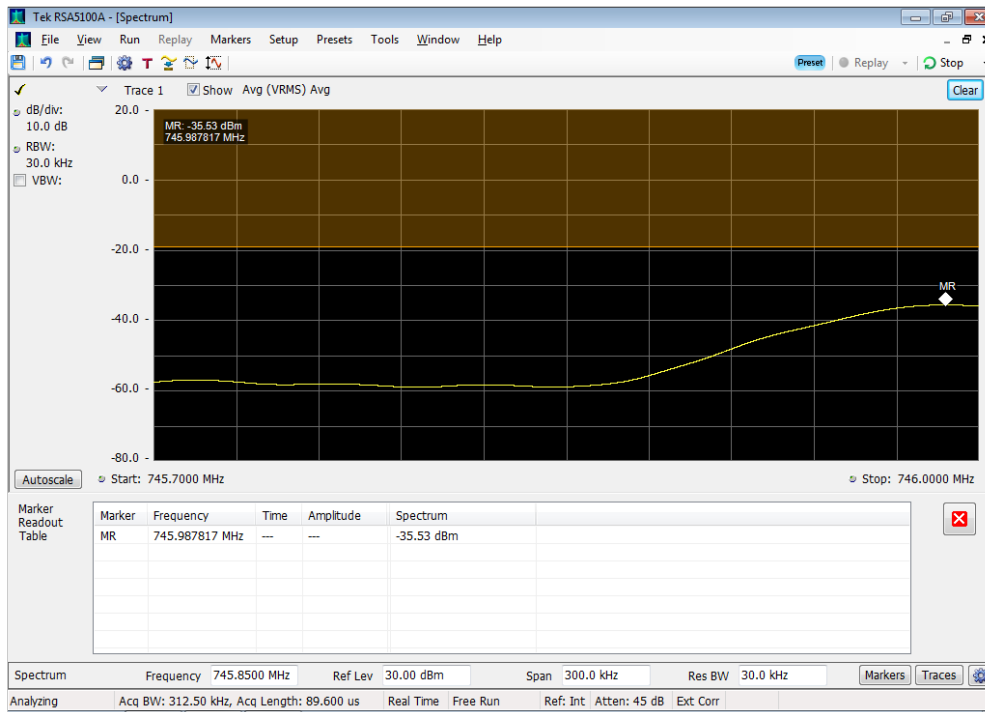 Tek RSA5100A - [Spectrum]
File View Run Replay Markers Setup Presets Tools Window Help
T Preset Replay Stop
Trace 1 Show Avg (VRMS) Avg Clear
dB/div:
10.0 dB
RBW:
30.0 kHz
VBW:
20.0
0.0
-20.0
-40.0
-60.0
-80.0
MR: -35.53 dBm
745.987817 MHz
MR
Autoscale Start: 745.7000 MHz Stop: 746.0000 MHz
Marker
Readout
Table
Marker Frequency Time Amplitude Spectrum
MR 745.987817 MHz --- --- -35.53 dBm
Spectrum Frequency 745.8500 MHz Ref Lev 30.00 dBm Span 300.0 kHz Res BW 30.0 kHz Markers Traces
Analyzing Acq BW: 312.50 kHz, Acq Length: 89.600 us Real Time Free Run Ref: Int Atten: 45 dB Ext Corr